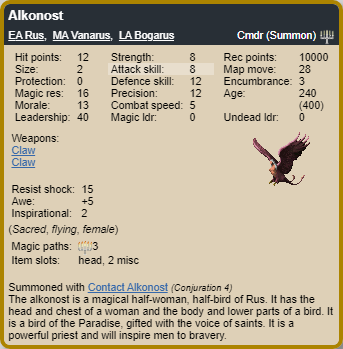 Alkonost
EA Rus, MA Vanarus, LA Bogarus Cmdr (Summon)
Hit points: 12 Strength: 8 Rec points: 10000
Size: 2 Attack skill: 8 Map move: 28
Protection: 0 Defence skill: 12 Encumbrance: 3
Magic res: 16 Precision: 12 Age: 240
Morale: 13 Combat speed: 5 (400)
Leadership: 40 Magic ldr: 0 Undead ldr: 0
Weapons:
Claw
Claw
Resist shock: 15
Awe: +5
Inspirational: 2
(Sacred, flying, female)
Magic paths: 3
Item slots: head, 2 misc
Summoned with Contact Alkonost (Conjuration 4)
The alkonost is a magical half-woman, half-bird of Rus. It has the
head and chest of a woman and the body and lower parts of a bird. It
is a bird of the Paradise, gifted with the voice of saints. It is a
powerful priest and will inspire men to bravery.